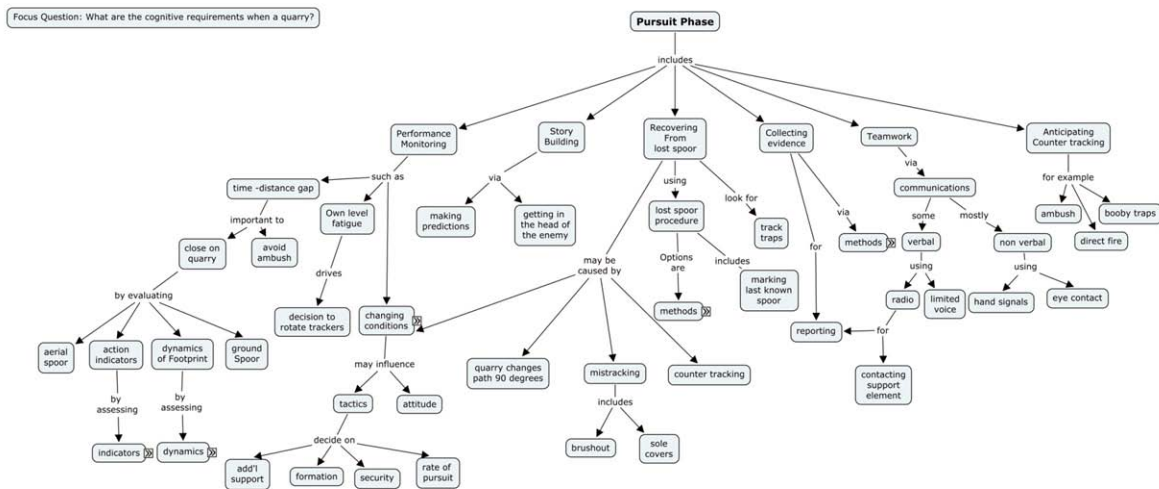 Focus Question: What are the cognitive requirements when a quarry?
Pursuit Phase
includes
Performance
Monitoring
Story
Building
Recovering
From
lost spoor
Collecting
evidence
Teamwork
Anticipating
Counter tracking
such as
time -distance gap
Own level
fatigue
via
making
predictions
getting in
the head of
the enemy
using
lost spoor
procedure
look for
track
traps
via
methods
for
via
communications
some
mostly
verbal
non verbal
for example
ambush
booby traps
direct fire
important to
close on
quarry
avoid
ambush
drives
decision to
rotate trackers
changing
conditions
may be
caused by
Options
are
includes
methods
marking
last known
spoor
using
radio
limited
voice
using
hand signals
eye contact
reporting
for
contacting
support
element
by evaluating
aerial
spoor
action
indicators
dynamics
of Footprint
ground
Spoor
may influence
tactics
attitude
quarry changes
path 90 degrees
mistracking
counter tracking
by
assessing
indicators
by
assessing
dynamics
decide on
add'l
support
formation
security
rate of
pursuit
includes
brushout
sole
covers